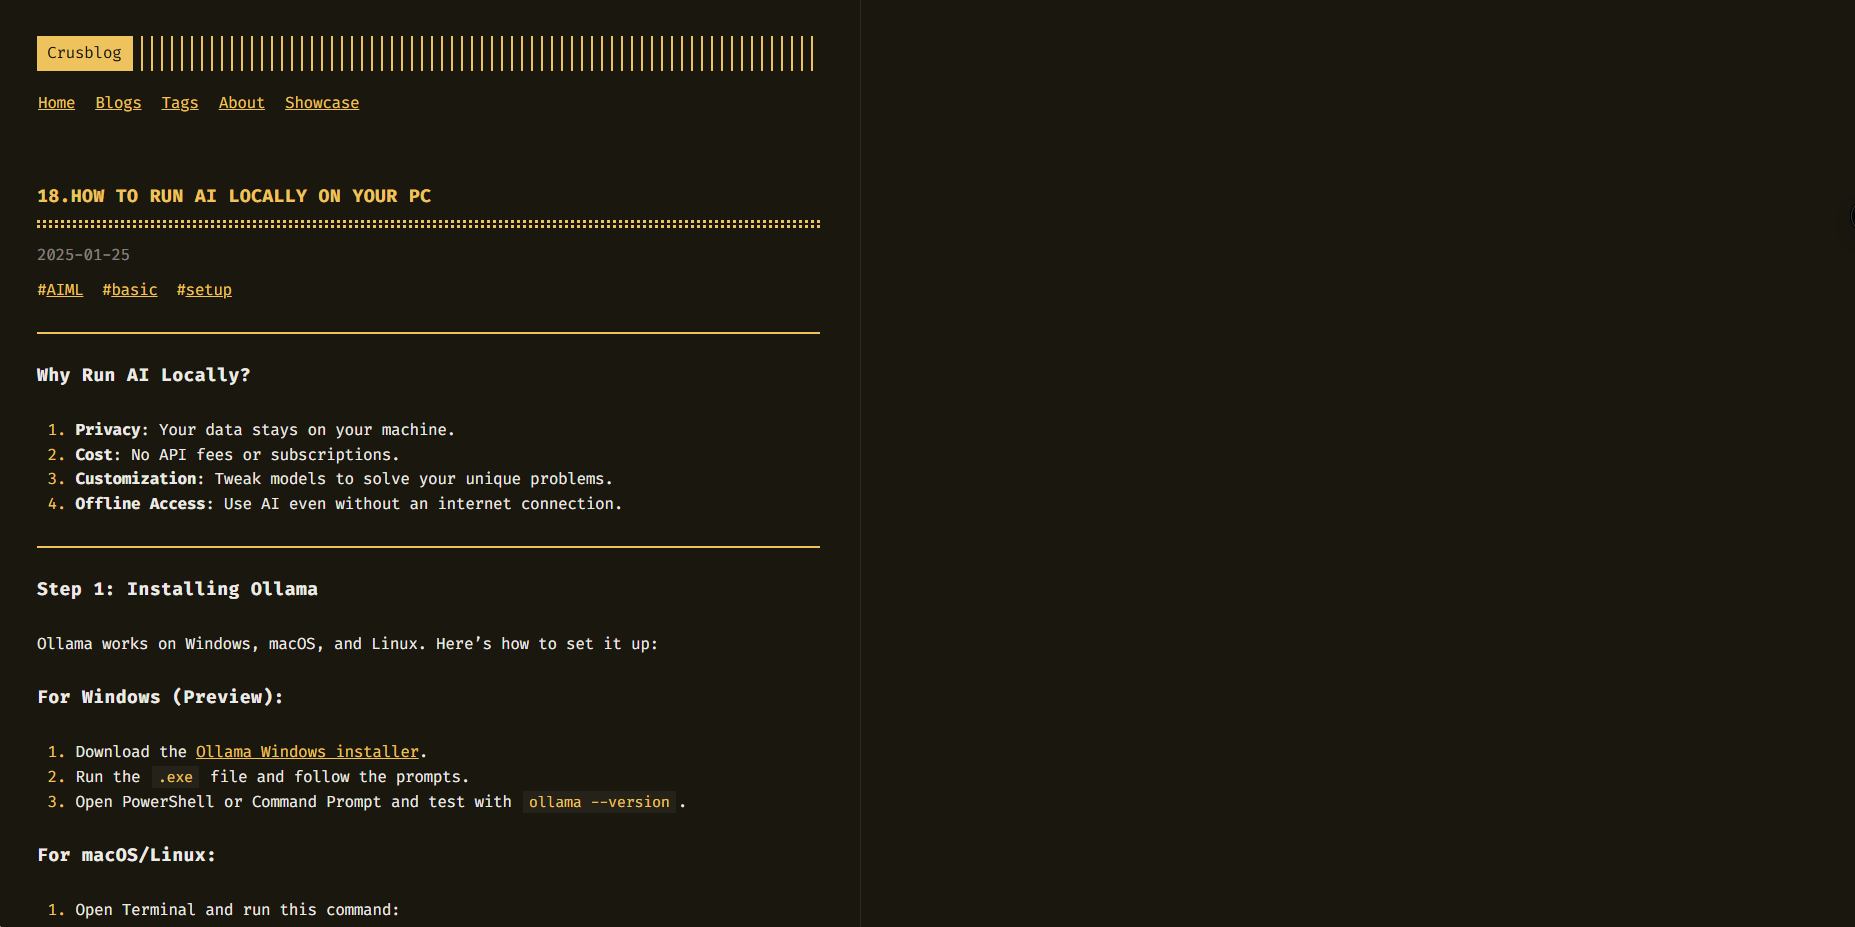 Crusblog
Home Blogs Tags About Showcase
18.HOW TO RUN AI LOCALLY ON YOUR PC
2025-01-25
#AIML #basic #setup
Why Run AI Locally?
1. Privacy: Your data stays on your machine.
2. Cost: No API fees or subscriptions.
3. Customization: Tweak models to solve your unique problems.
4. Offline Access: Use AI even without an internet connection.
Step 1: Installing Ollama
Ollama works on Windows, macOS, and Linux. Here’s how to set it up:
For Windows (Preview):
1. Download the Ollama Windows installer.
2. Run the .exe file and follow the prompts.
3. Open PowerShell or Command Prompt and test with ollama --version.
For macOS/Linux:
1. Open Terminal and run this command: